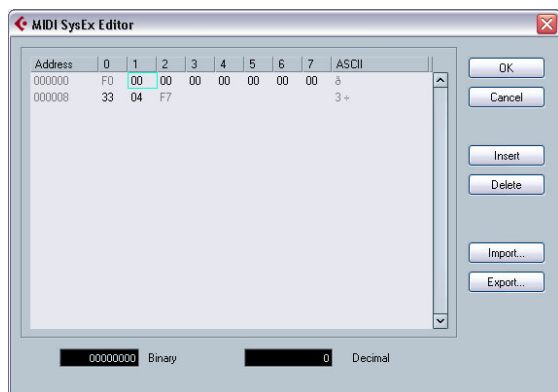 MIDI SysEx Editor
Address 0 1 2 3 4 5 6 7 ASCII
000000 F0 00 00 00 00 00 00 00 ð
000008 33 04 F7 3 ÷
OK
Cancel
Insert
Delete
Import...
Export...
00000000 Binary 0 Decimal